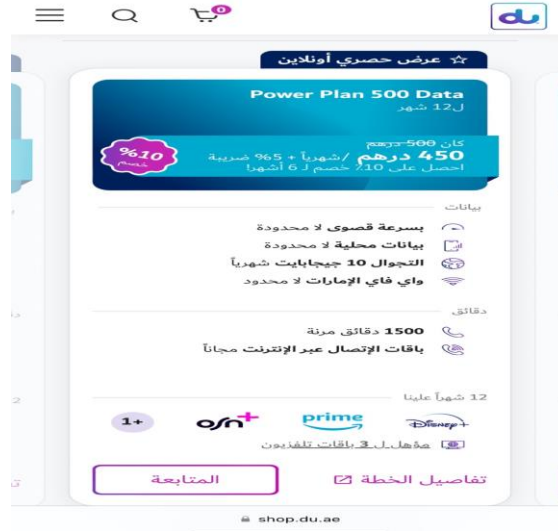 0
du
عرض حصري أونلاين
Power Plan 500 Data
ل12 شهر
كان 500 درهم
450 درهم /شهرياً + 5% ضريبة
احصل على 10٪ خصم لـ 6 أشهر!
%10
خصم
بيانات
بسرعة قصوى لا محدودة
بيانات محلية لا محدودة
التجوال 10 جيجابايت شهرياً
واي فاي الإمارات لا محدود
دقائق
1500 دقائق مرنة
باقات الإتصال عبر الإنترنت مجاناً
12 شهراً علينا
Disney+
prime
osn+
1+
مؤهل ل 3 باقات تلفزيون
تفاصيل الخطة
المتابعة
shop.du.ae